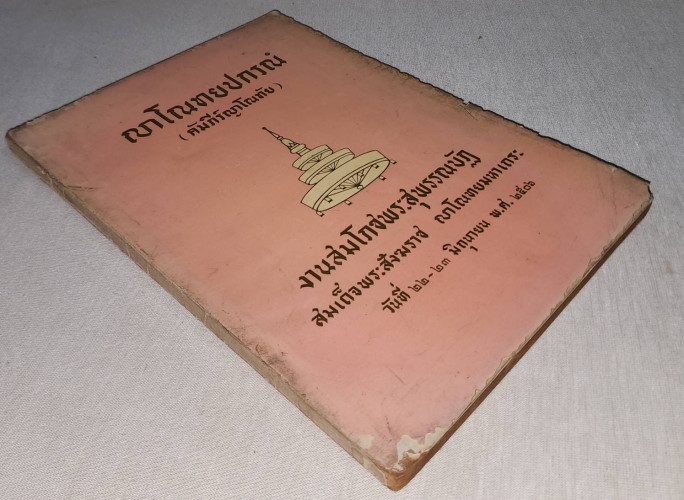 ญาโณทยปกรณ์
(คัมภีร์ญาโณทัย)
งานสมโภชพระสุพรรณบัฏ
สมเด็จพระสังฆราช ญาโณทยมหาเถระ
วันที่ ๒๒-๒๓ มิถุนายน พ.ศ. ๒๕๐๖